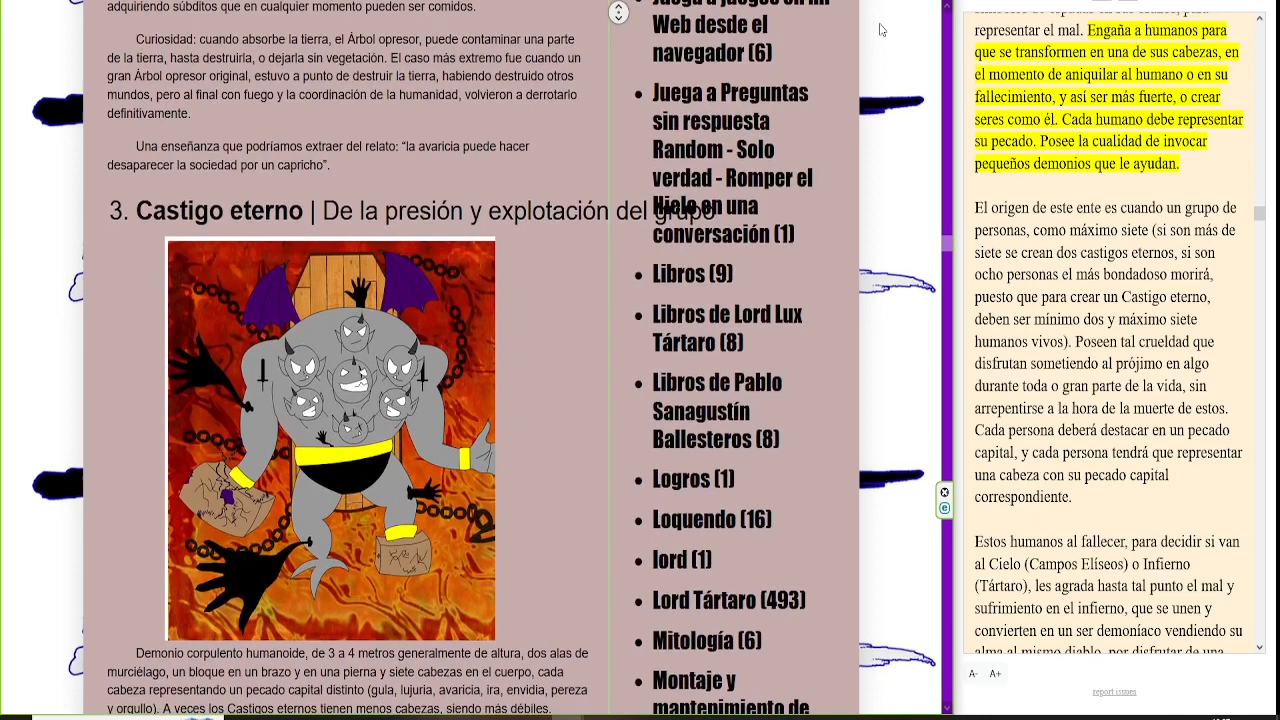 adquiriendo súbditos que en cualquier momento pueden ser comidos.
Curiosidad: cuando absorbe la tierra, el Árbol opresor, puede contaminar una parte
de la tierra, hasta destruirla, o dejarla sin vegetación. El caso más extremo fue cuando un
gran Árbol opresor original, estuvo a punto de destruir la tierra, habiendo destruido otros
mundos, pero al final con fuego y la coordinación de la humanidad, volvieron a derrotarlo
definitivamente.
Una enseñanza que podríamos extraer del relato: “la avaricia puede hacer
desaparecer la sociedad por un capricho”.
3. Castigo eterno | De la presión y explotación del grupo
Demonio corpulento humanoide, de 3 a 4 metros generalmente de altura, dos alas de
murciélago, un bloque en un brazo y en una pierna y siete cabezas en el cuerpo, cada
cabeza representando un pecado capital distinto (gula, lujuria, avaricia, ira, envidia, pereza
y orgullo). A veces los Castigos eternos tienen menos cabezas, siendo más débiles.
Juega a juegos en mi
Web desde el
navegador (6)
Juega a Preguntas
sin respuesta
Random - Solo
verdad - Romper el
Hielo en una
conversación (1)
Libros (9)
Libros de Lord Lux
Tártaro (8)
Libros de Pablo
Sanagustín
Ballesteros (8)
Logros (1)
Loquendo (16)
lord (1)
Lord Tártaro (493)
Mitología (6)
Montaje y
mantenimiento de
representar el mal. Engaña a humanos para
que se transformen en una de sus cabezas, en
el momento de aniquilar al humano o en su
fallecimiento, y así ser más fuerte, o crear
seres como él. Cada humano debe representar
su pecado. Posee la cualidad de invocar
pequeños demonios que le ayudan.
El origen de este ente es cuando un grupo de
personas, como máximo siete (si son más de
siete se crean dos castigos eternos, si son
ocho personas el más bondadoso morirá,
puesto que para crear un Castigo eterno,
deben ser mínimo dos y máximo siete
humanos vivos). Poseen tal crueldad que
disfrutan sometiendo al prójimo en algo
durante toda o gran parte de la vida, sin
arrepentirse a la hora de la muerte de estos.
Cada persona deberá destacar en un pecado
capital, y cada persona tendrá que representar
una cabeza con su pecado capital
correspondiente.
Estos humanos al fallecer, para decidir si van
al Cielo (Campos Elíseos) o Infierno
(Tártaro), les agrada hasta tal punto el mal y
sufrimiento en el infierno, que se unen y
convierten en un ser demoníaco vendiendo su
alma al mismo diablo, por disfrutar de una
A- A+
report issues